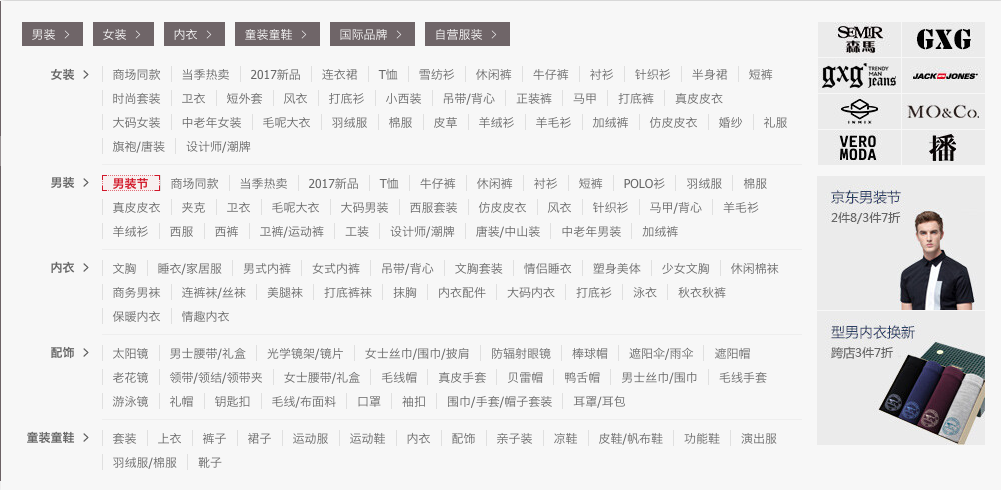 男装 > 女装 > 内衣 > 童装童鞋 > 国际品牌 > 自营服装 >
女装 > 商场同款 当季热卖 2017新品 连衣裙 T恤 雪纺衫 休闲裤 牛仔裤 衬衫 针织衫 半身裙 短裤
时尚套装 卫衣 短外套 风衣 打底衫 小西装 吊带/背心 正装裤 马甲 打底裤 真皮皮衣
大码女装 中老年女装 毛呢大衣 羽绒服 棉服 皮草 羊绒衫 羊毛衫 加绒裤 仿皮皮衣 婚纱 礼服
旗袍/唐装 设计师/潮牌
男装 > 男装节 商场同款 当季热卖 2017新品 T恤 牛仔裤 休闲裤 衬衫 短裤 POLO衫 羽绒服 棉服
真皮皮衣 夹克 卫衣 毛呢大衣 大码男装 西服套装 仿皮皮衣 风衣 针织衫 马甲/背心 羊毛衫
羊绒衫 西服 西裤 卫裤/运动裤 工装 设计师/潮牌 唐装/中山装 中老年男装 加绒裤
内衣 > 文胸 睡衣/家居服 男式内裤 女式内裤 吊带/背心 文胸套装 情侣睡衣 塑身美体 少女文胸 休闲棉袜
商务男袜 连裤袜/丝袜 美腿袜 打底裤袜 抹胸 内衣配件 大码内衣 打底衫 泳衣 秋衣秋裤
保暖内衣 情趣内衣
配饰 > 太阳镜 男士腰带/礼盒 光学镜架/镜片 女士丝巾/围巾/披肩 防辐射眼镜 棒球帽 遮阳伞/雨伞 遮阳帽
老花镜 领带/领结/领带夹 女士腰带/礼盒 毛线帽 真皮手套 贝雷帽 鸭舌帽 男士丝巾/围巾 毛线手套
游泳镜 礼帽 钥匙扣 毛线/布面料 口罩 袖扣 围巾/手套/帽子套装 耳罩/耳包
童装童鞋 > 套装 上衣 裤子 裙子 运动服 运动鞋 内衣 配饰 亲子装 凉鞋 皮鞋/帆布鞋 功能鞋 演出服
羽绒服/棉服 靴子
SEMIR 森馬 GXG
gxg jeans TRENDY MAN JACK JONES
INMIX MO&Co.
VERO MODA 播
京东男装节
2件8/3件7折
型男内衣换新
跨店3件7折